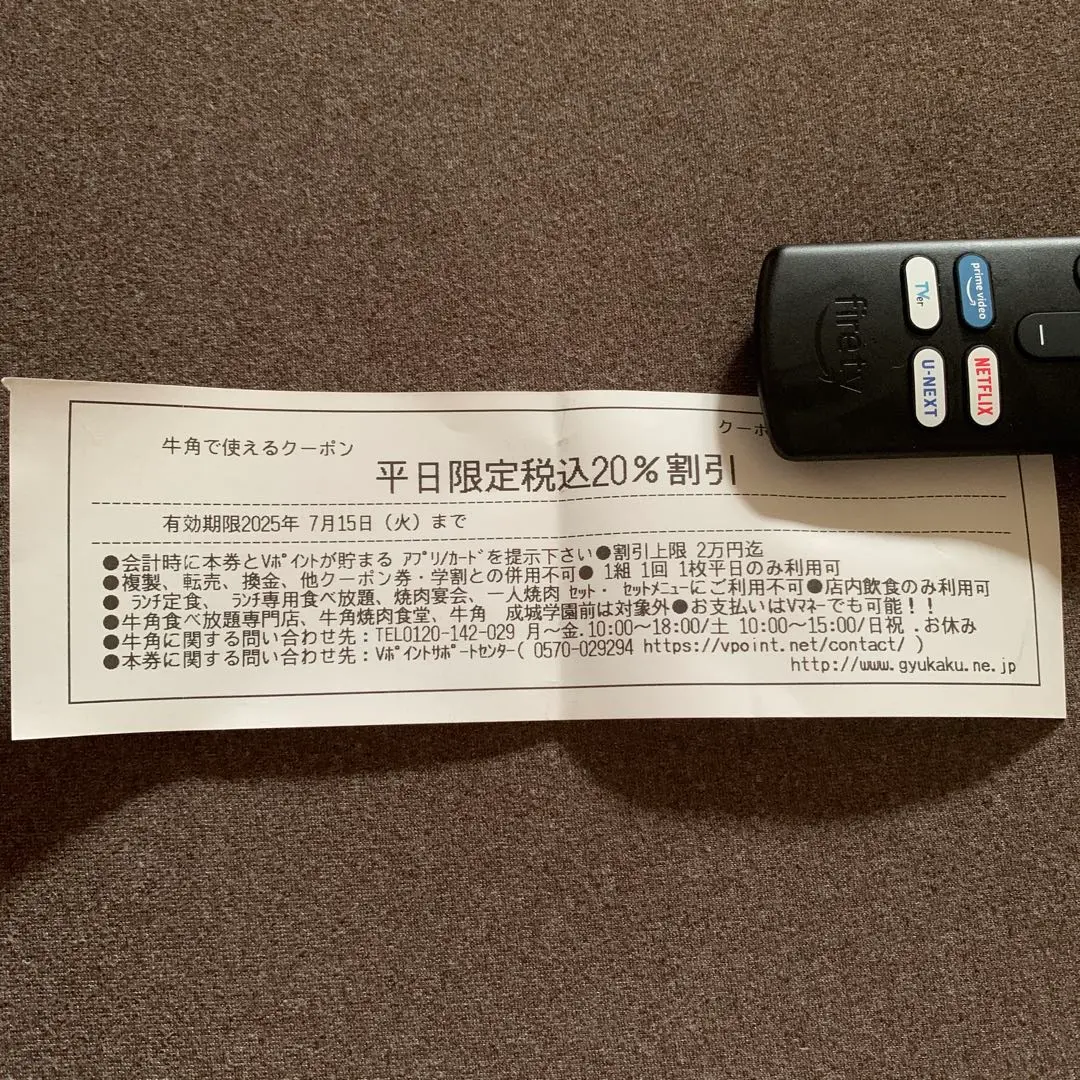 prime video
TVer
fire tv
NETFLIX
U-NEXT
クーポ
牛角で使えるクーポン
平日限定税込20%割引
有効期限2025年 7月15日（火）まで
●会計時に本券とVﾎﾟｲﾝﾄが貯まる ｱﾌﾟﾘ/ｶｰﾄﾞを提示下さい●割引上限 2万円迄
●複製、転売、換金、他クーポン券・学割との併用不可● 1組 1回 1枚平日のみ利用可
● ﾗﾝﾁ定食、 ﾗﾝﾁ専用食べ放題、焼肉宴会、一人焼肉 ｾｯﾄ・ ｾｯﾄﾒﾆｭｰにご利用不可●店内飲食のみ利用可
●牛角食べ放題専門店、牛角焼肉食堂、牛角 成城学園前は対象外●お支払いはVﾏﾈｰでも可能！！
●牛角に関する問い合わせ先：TEL0120-142-029 月～金.10:00～18:00/土 10:00～15:00/日祝 .お休み
●本券に関する問い合わせ先：Vﾎﾟｲﾝﾄｻﾎﾟｰﾄｾﾝﾀｰ( 0570-029294 https://vpoint.net/contact/ )
http://www.gyukaku.ne.jp